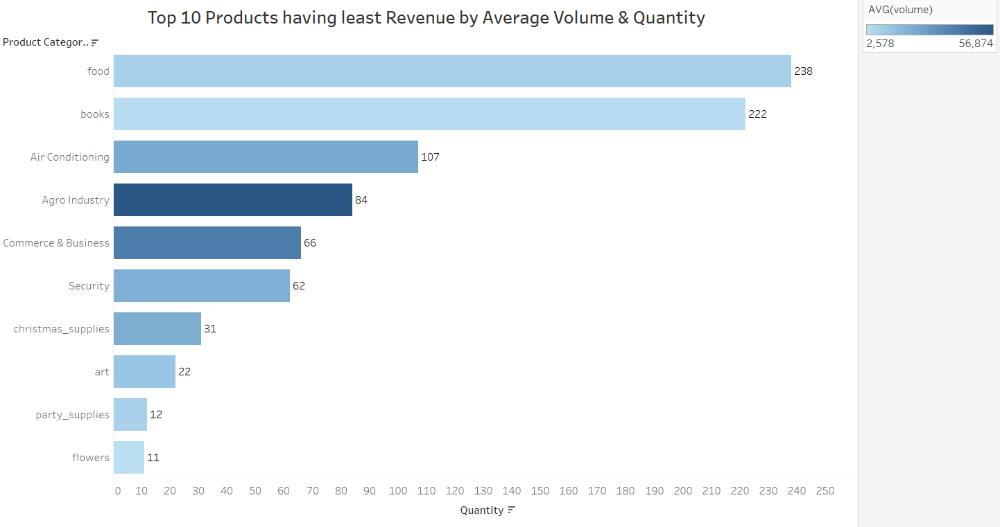 Top 10 Products having least Revenue by Average Volume & Quantity
AVG(volume)
2,578 56,874
Product Categor..
food 238
books 222
Air Conditioning 107
Agro Industry 84
Commerce & Business 66
Security 62
christmas_supplies 31
art 22
party_supplies 12
flowers 11
0 10 20 30 40 50 60 70 80 90 100 110 120 130 140 150 160 170 180 190 200 210 220 230 240 250
Quantity